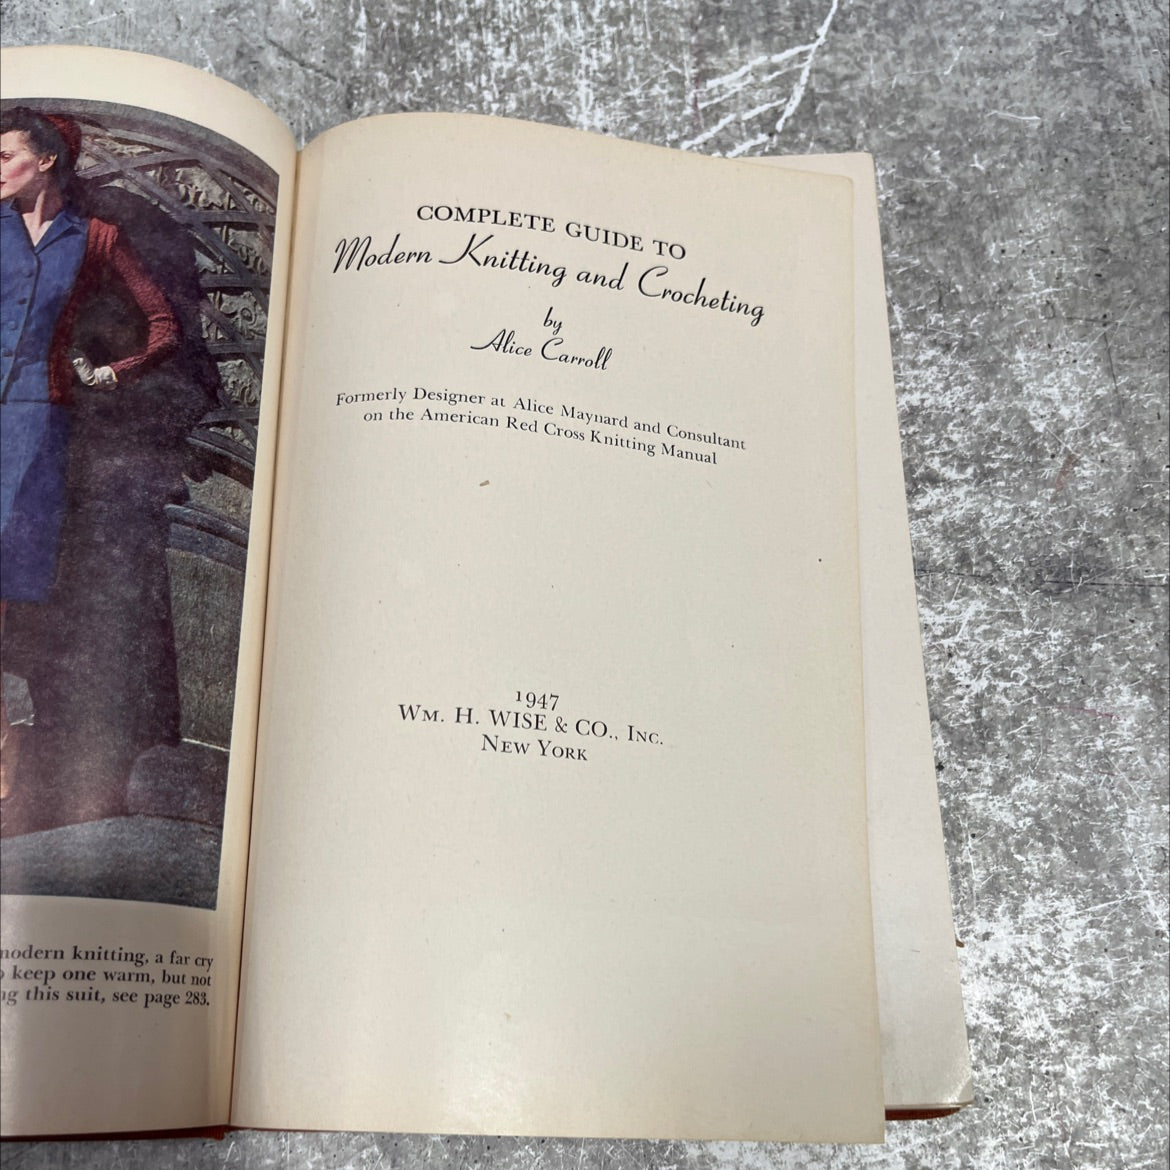 modern knitting, a far cry
keep one warm, but not
this suit, see page 283.
COMPLETE GUIDE TO
Modern Knitting and Crocheting
by
Alice Carroll
Formerly Designer at Alice Maynard and Consultant
on the American Red Cross Knitting Manual
1947
WM. H. WISE & CO., INC.
NEW YORK